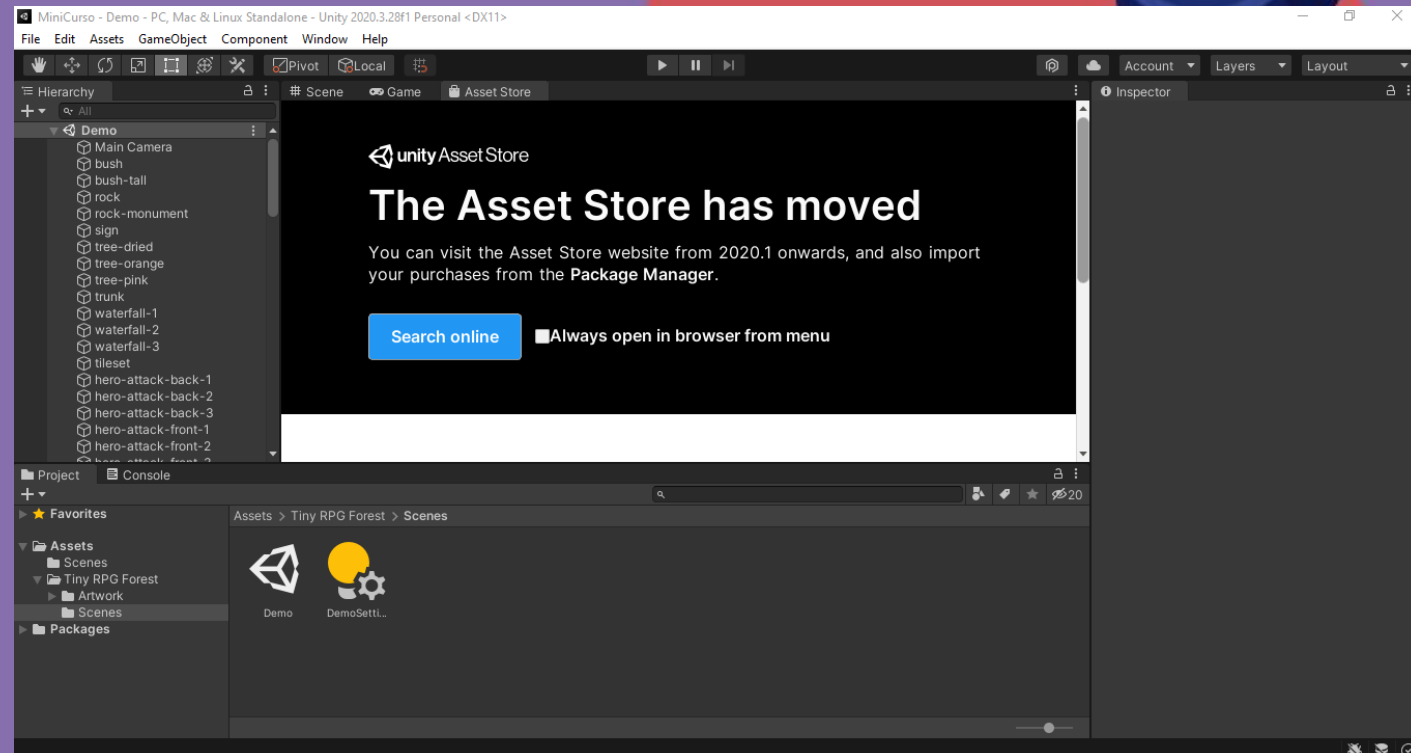 MiniCurso - Demo - PC, Mac & Linux Standalone - Unity 2020.3.28f1 Personal <DX11>
File Edit Assets GameObject Component Window Help
Pivot Local Account Layers Layout
Hierarchy # Scene Game Asset Store Inspector
All
Demo
Main Camera
bush
bush-tall
rock
rock-monument
sign
tree-dried
tree-orange
tree-pink
trunk
waterfall-1
waterfall-2
waterfall-3
tileset
hero-attack-back-1
hero-attack-back-2
hero-attack-back-3
hero-attack-front-1
hero-attack-front-2
unity Asset Store
The Asset Store has moved
You can visit the Asset Store website from 2020.1 onwards, and also import
your purchases from the Package Manager.
Search online Always open in browser from menu
Project Console
20
Favorites
Assets
Scenes
Tiny RPG Forest
Artwork
Scenes
Packages
Assets > Tiny RPG Forest > Scenes
Demo DemoSetti...